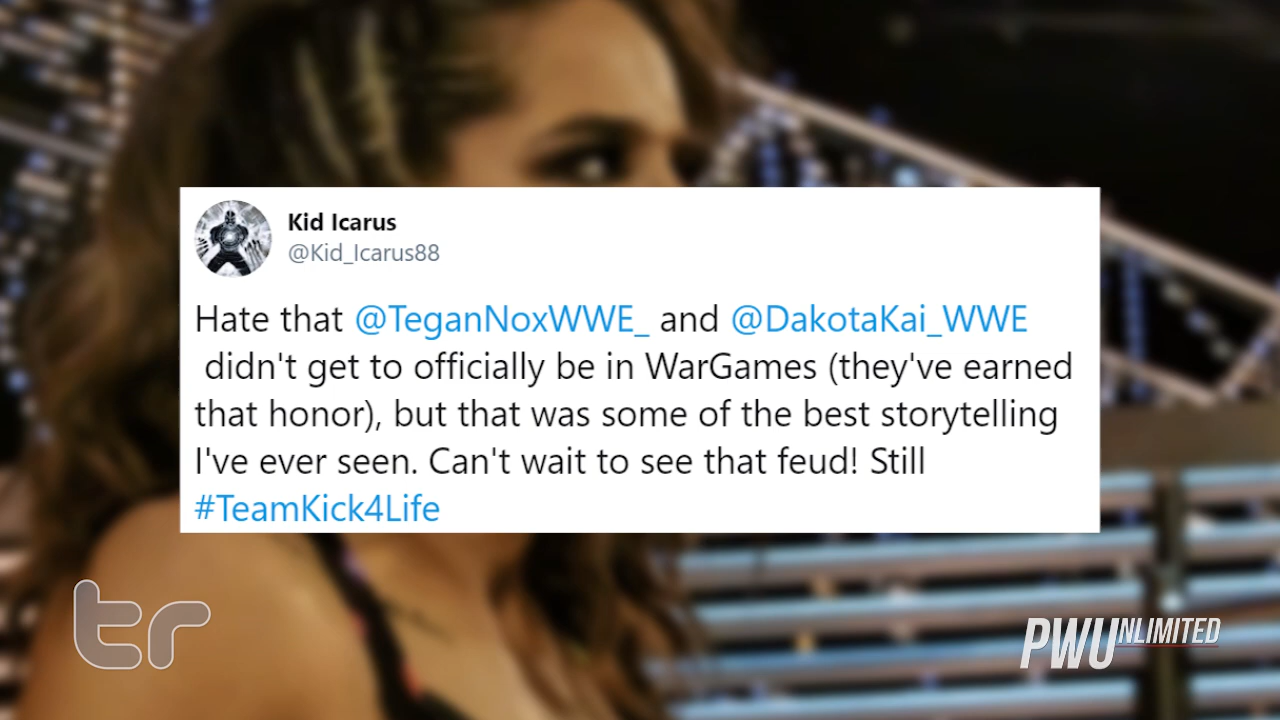 Kid Icarus
@Kid_Icarus88
Hate that @TeganNoxWWE_ and @DakotaKai_WWE
didn't get to officially be in WarGames (they've earned
that honor), but that was some of the best storytelling
I've ever seen. Can't wait to see that feud! Still
#TeamKick4Life
tr
PWUNLIMITED